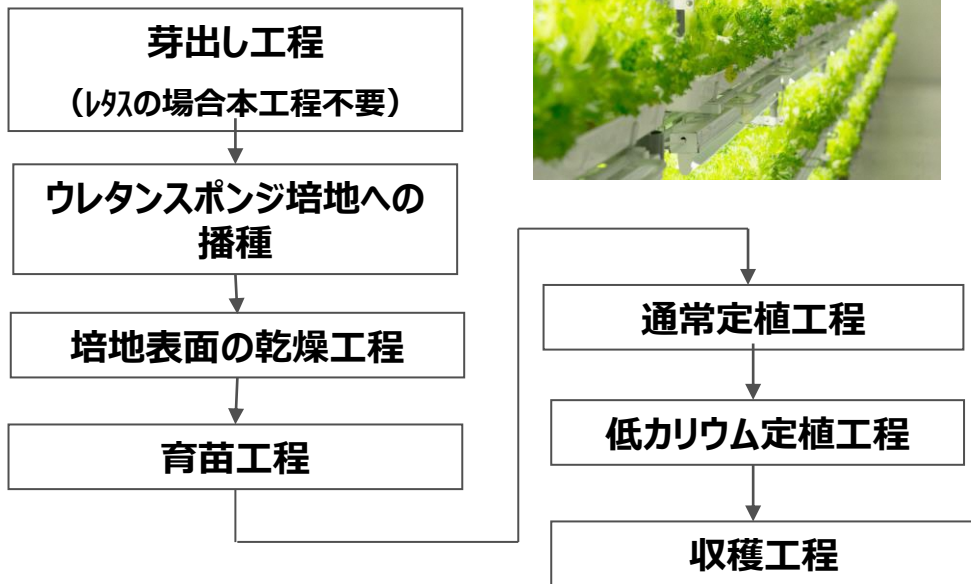 芽出し工程
（ﾚﾀｽの場合本工程不要）
ウレタンスポンジ培地への
播種
培地表面の乾燥工程
育苗工程
通常定植工程
低カリウム定植工程
収穫工程